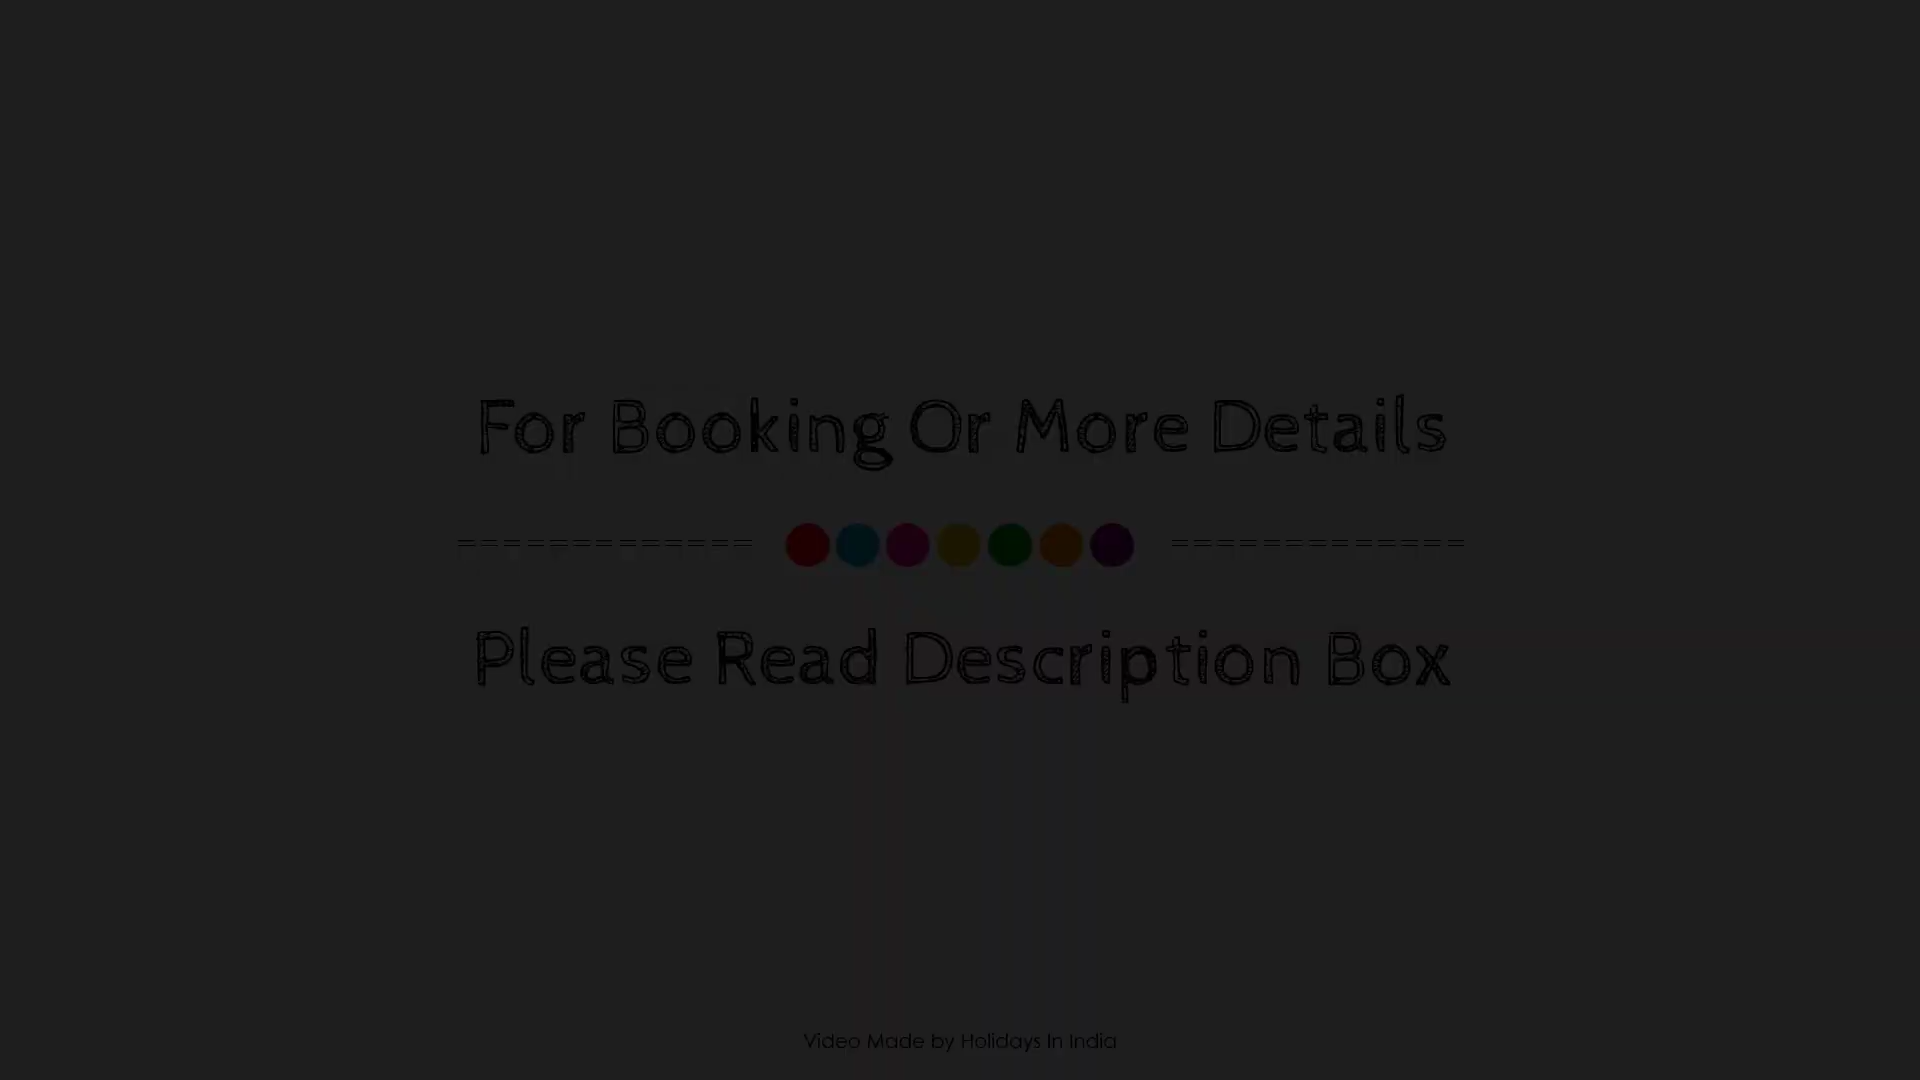 For Booking Or More Details
============= =============
Please Read Description Box
Video Made by Holidays In India